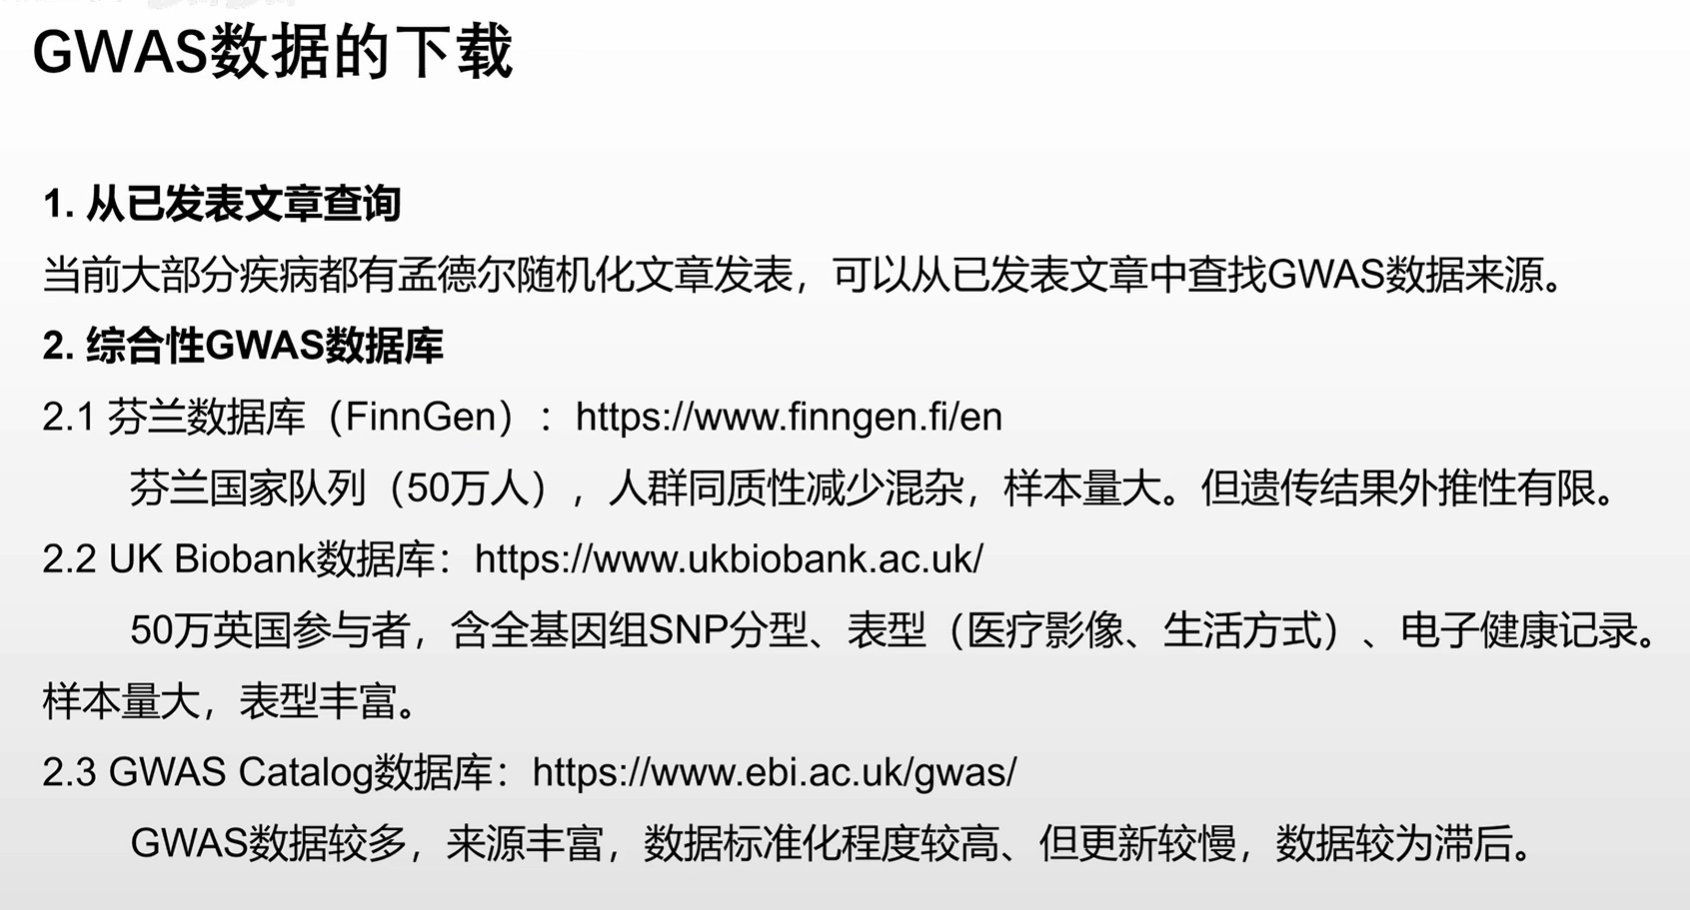 GWAS数据的下载
1. 从已发表文章查询
当前大部分疾病都有孟德尔随机化文章发表，可以从已发表文章中查找GWAS数据来源。
2. 综合性GWAS数据库
2.1 芬兰数据库（FinnGen）：https://www.finngen.fi/en
芬兰国家队列（50万人），人群同质性减少混杂，样本量大。但遗传结果外推性有限。
2.2 UK Biobank数据库：https://www.ukbiobank.ac.uk/
50万英国参与者，含全基因组SNP分型、表型（医疗影像、生活方式）、电子健康记录。
样本量大，表型丰富。
2.3 GWAS Catalog数据库：https://www.ebi.ac.uk/gwas/
GWAS数据较多，来源丰富，数据标准化程度较高、但更新较慢，数据较为滞后。